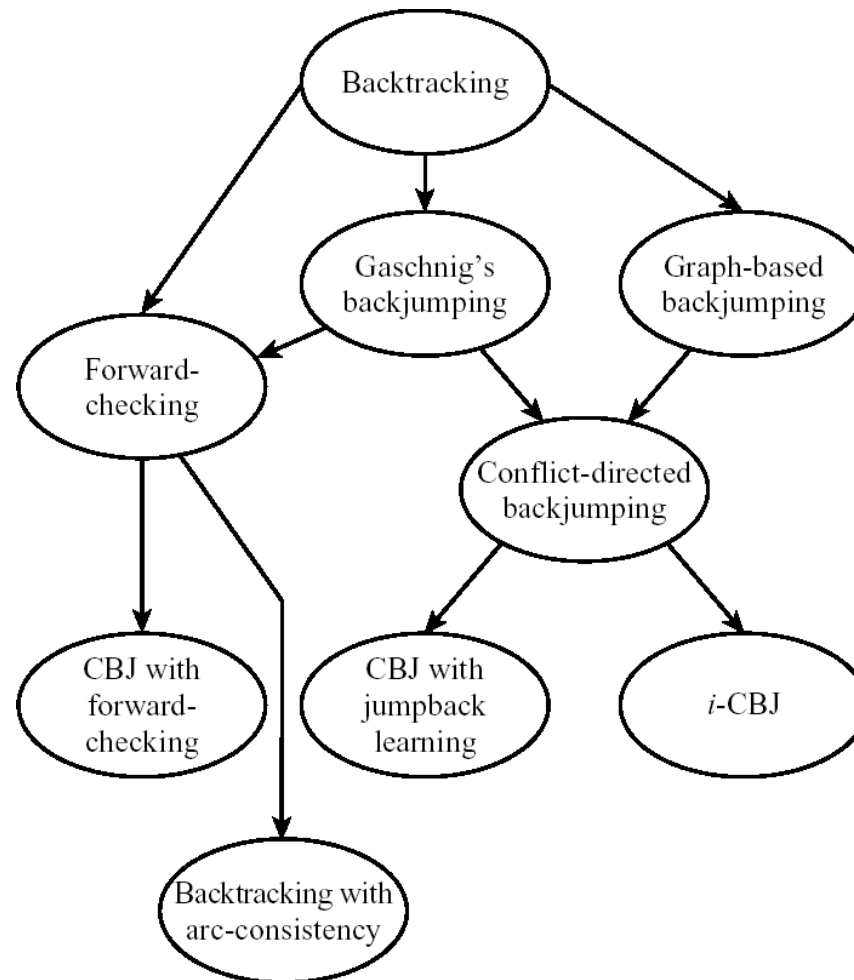 Backtracking
Gaschnig's
backjumping
Graph-based
backjumping
Forward-
checking
Conflict-directed
backjumping
CBJ with
forward-
checking
CBJ with
jumpback
learning
i-CBJ
Backtracking with
arc-consistency